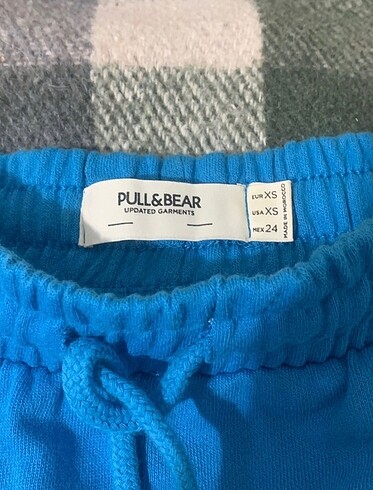 PULL&BEAR
UPDATED GARMENTS
EUR XS
USA XS
MEX 24
MADE IN MOROCCO